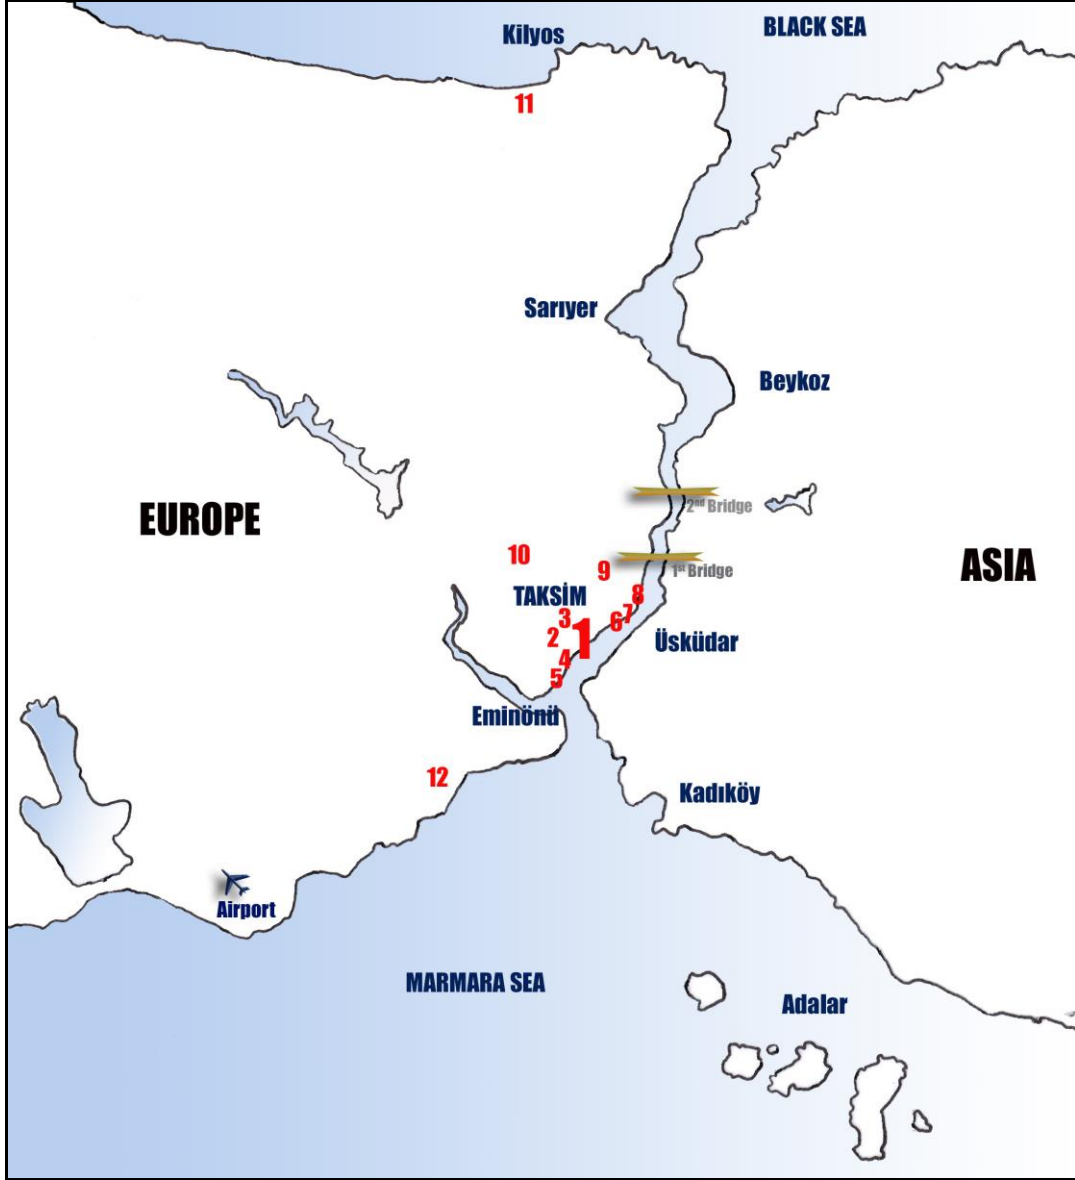 BLACK SEA
Kilyos
11
Sarıyer
Beykoz
2nd Bridge
EUROPE
10
1st Bridge
ASIA
9
TAKSİM
8
7
3
6
1
2
Üsküdar
4
5
Eminönü
12
Kadıköy
Airport
MARMARA SEA
Adalar